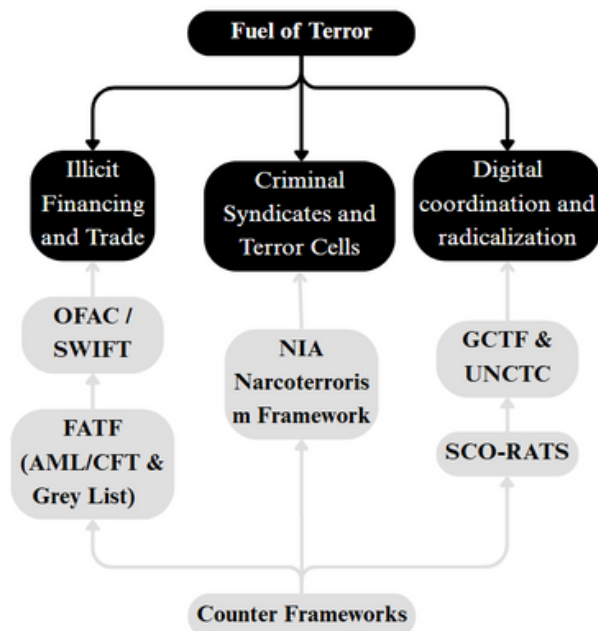 Fuel of Terror
Illicit
Financing
and Trade
Criminal
Syndicates and
Terror Cells
Digital
coordination and
radicalization
OFAC /
SWIFT
NIA
Narcoterroris
m Framework
GCTF &
UNCTC
FATF
(AML/CFT &
Grey List)
SCO-RATS
Counter Frameworks